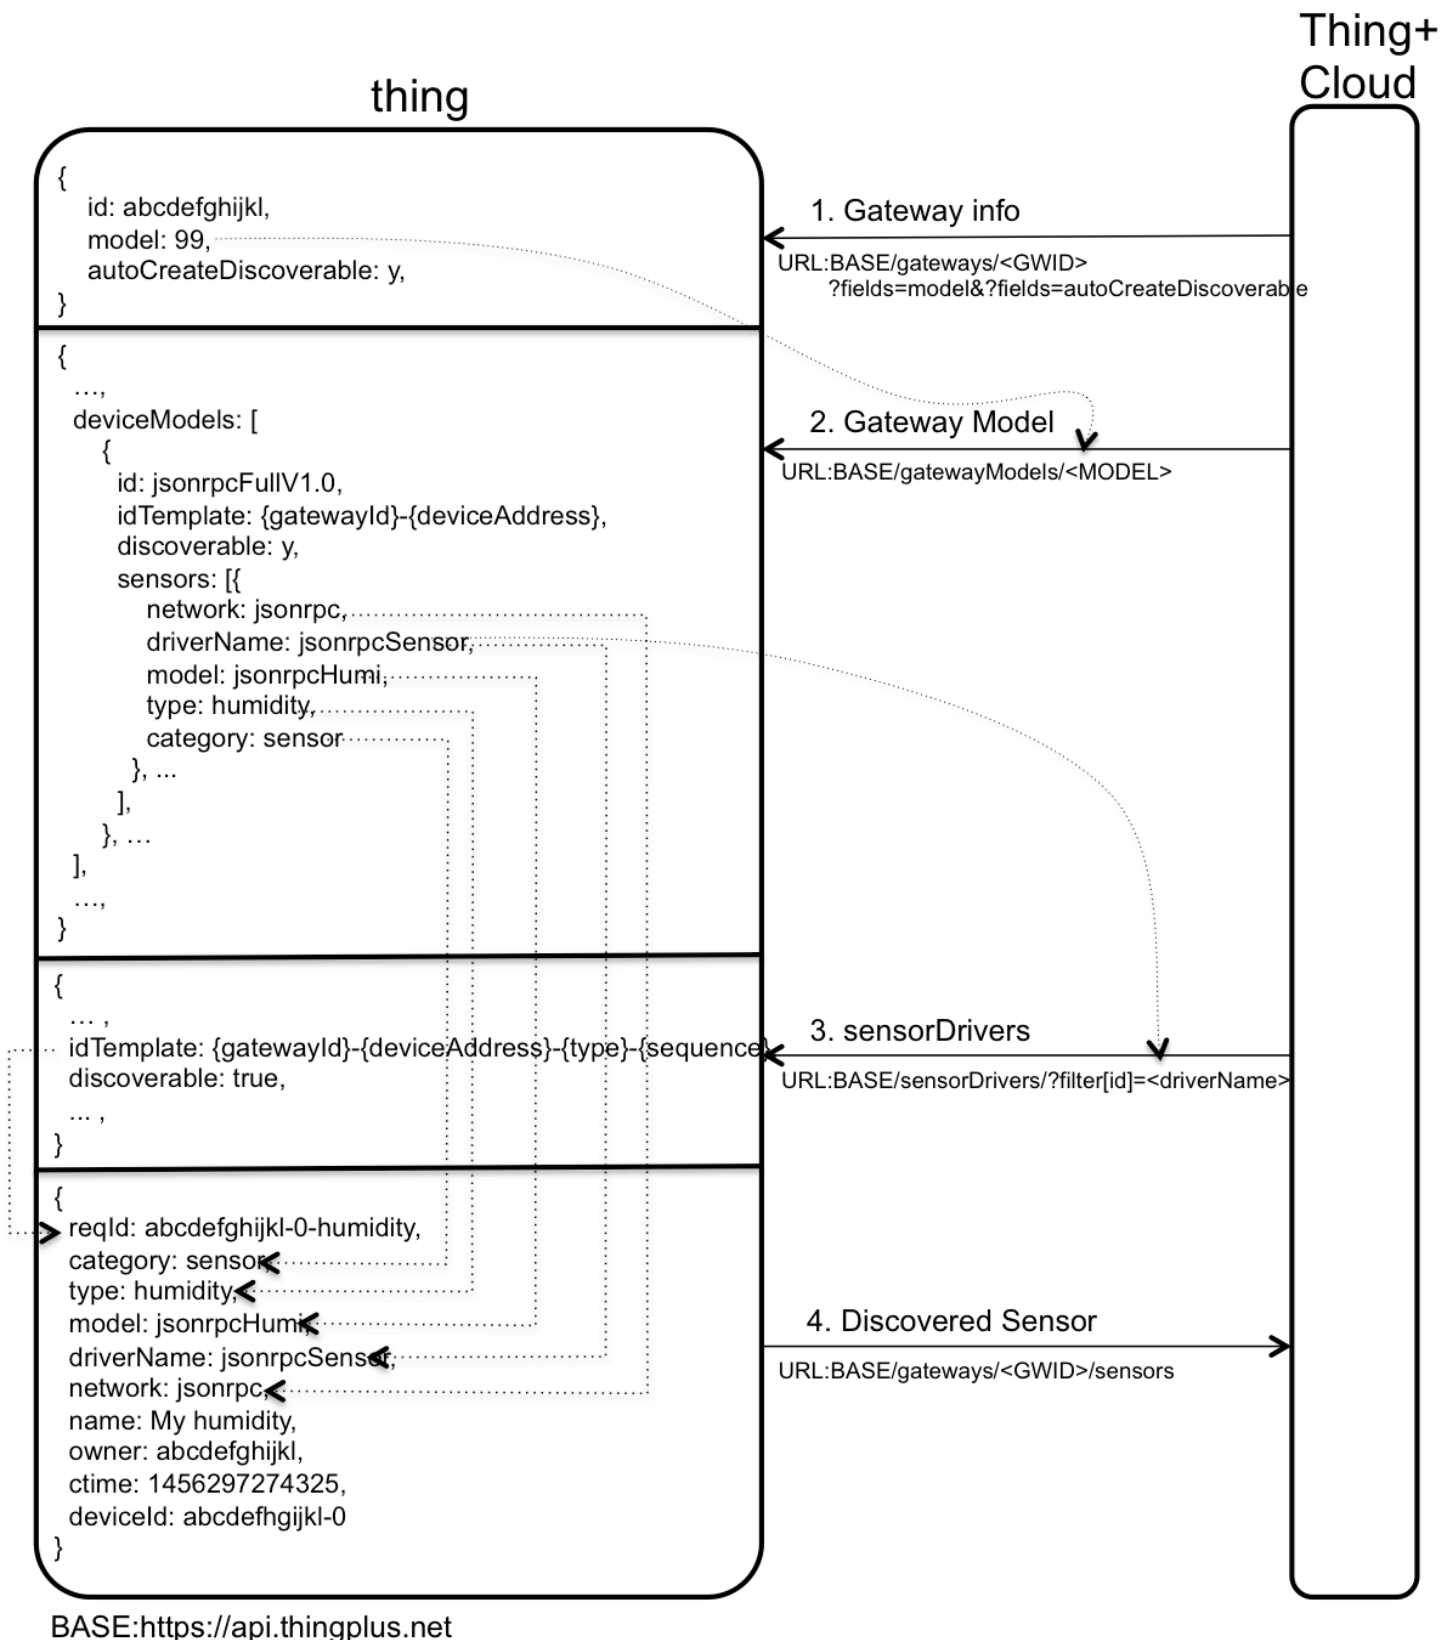 Thing+
Cloud
thing
{
id: abcdefghijkl,
model: 99,
autoCreateDiscoverable: y,
}
1. Gateway info
URL:BASE/gateways/<GWID>
?fields=model&?fields=autoCreateDiscoverable
{
…,
deviceModels: [
{
id: jsonrpcFullV1.0,
idTemplate: {gatewayId}-{deviceAddress},
discoverable: y,
sensors: [{
network: jsonrpc,
driverName: jsonrpcSensor,
model: jsonrpcHumi,
type: humidity,
category: sensor
}, ...
],
}, …
],
…,
}
2. Gateway Model
URL:BASE/gatewayModels/<MODEL>
{
... ,
idTemplate: {gatewayId}-{deviceAddress}-{type}-{sequence}
discoverable: true,
... ,
}
3. sensorDrivers
URL:BASE/sensorDrivers/?filter[id]=<driverName>
{
reqId: abcdefghijkl-0-humidity,
category: sensor,
type: humidity,
model: jsonrpcHumi,
driverName: jsonrpcSensor,
network: jsonrpc,
name: My humidity,
owner: abcdefghijkl,
ctime: 1456297274325,
deviceId: abcdefhgijkl-0
}
4. Discovered Sensor
URL:BASE/gateways/<GWID>/sensors
BASE:https://api.thingplus.net